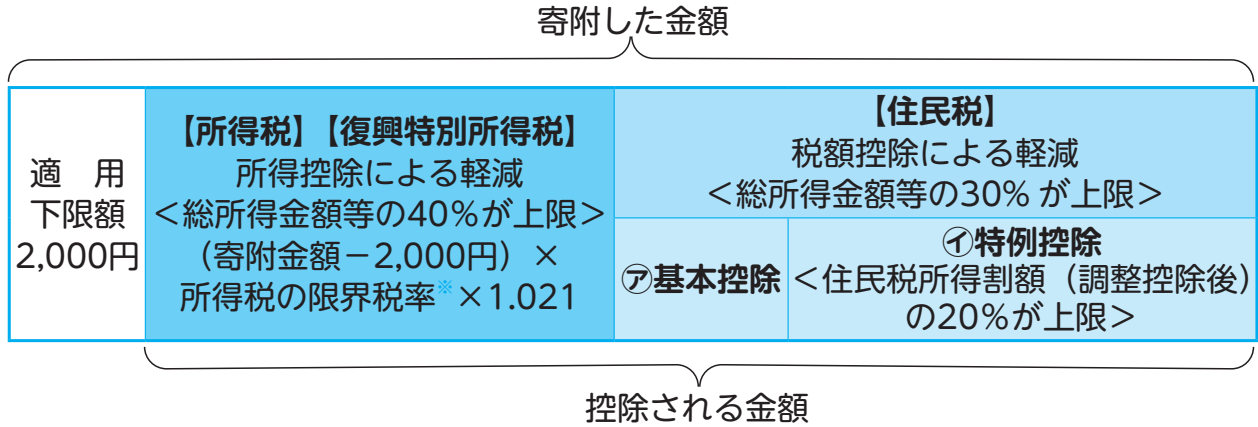 寄附した金額
適　用
下限額
2,000円
【所得税】【復興特別所得税】
所得控除による軽減
＜総所得金額等の40％が上限＞
（寄附金額－2,000円）×
所得税の限界税率※×1.021
【住民税】
税額控除による軽減
＜総所得金額等の30% が上限＞
㋐基本控除
㋑特例控除
＜住民税所得割額（調整控除後）
の20％が上限＞
控除される金額